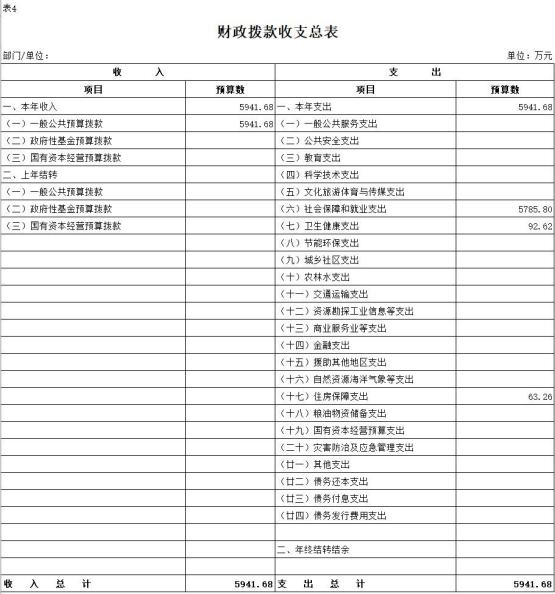 表4
财政拨款收支总表
部门/单位： 单位：万元
收 入 支 出
项目 预算数 项目 预算数
一、本年收入 5941.68 一、本年支出 5941.68
（一）一般公共预算拨款 5941.68 （一）一般公共服务支出
（二）政府性基金预算拨款 （二）公共安全支出
（三）国有资本经营预算拨款 （三）教育支出
二、上年结转 （四）科学技术支出
（一）一般公共预算拨款 （五）文化旅游体育与传媒支出
（二）政府性基金预算拨款 （六）社会保障和就业支出 5785.80
（三）国有资本经营预算拨款 （七）卫生健康支出 92.62
（八）节能环保支出
（九）城乡社区支出
（十）农林水支出
（十一）交通运输支出
（十二）资源勘探工业信息等支出
（十三）商业服务业等支出
（十四）金融支出
（十五）援助其他地区支出
（十六）自然资源海洋气象等支出
（十七）住房保障支出 63.26
（十八）粮油物资储备支出
（十九）国有资本经营预算支出
（二十）灾害防治及应急管理支出
（廿一）其他支出
（廿二）债务还本支出
（廿三）债务付息支出
（廿四）债务发行费用支出
二、年终结转结余
收 入 总 计 5941.68 支 出 总 计 5941.68